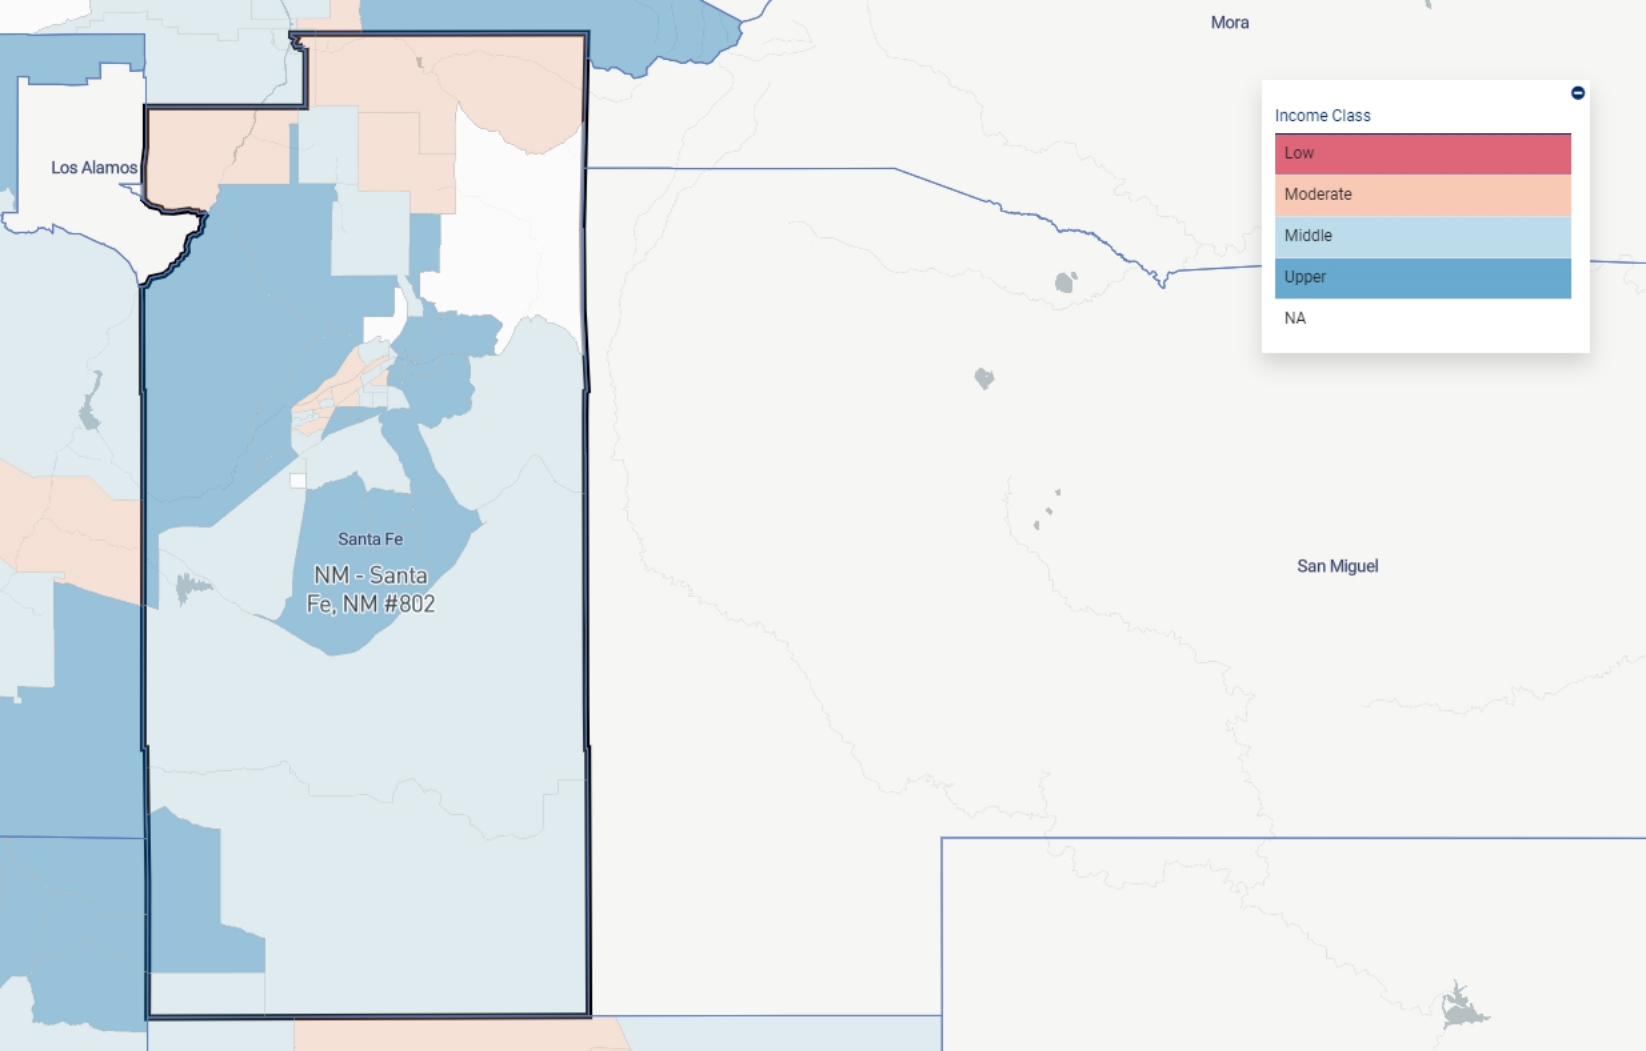 Mora
Income Class
Low
Moderate
Middle
Upper
NA
Los Alamos
Santa Fe
NM - Santa
Fe, NM #802
San Miguel